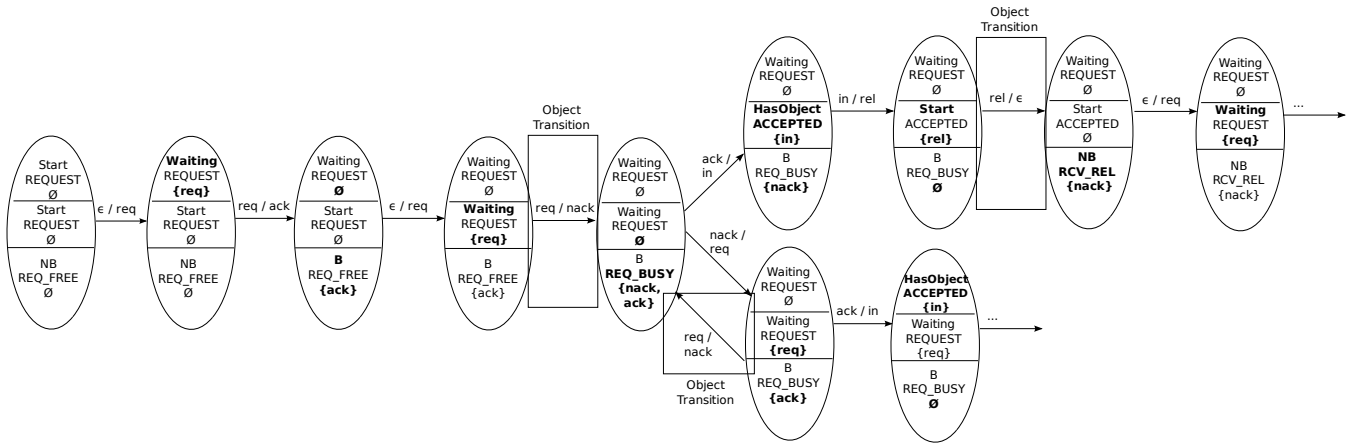 Start
REQUEST
Ø
Start
REQUEST
Ø
NB
REQ_FREE
Ø
ϵ / req
Waiting
REQUEST
{req}
Start
REQUEST
Ø
NB
REQ_FREE
Ø
req / ack
Waiting
REQUEST
Ø
Start
REQUEST
Ø
B
REQ_FREE
{ack}
ϵ / req
Waiting
REQUEST
Ø
Waiting
REQUEST
{req}
B
REQ_FREE
{ack}
Object
Transition
req / nack
Waiting
REQUEST
Ø
Waiting
REQUEST
Ø
B
REQ_BUSY
{nack,
ack}
ack /
in
Waiting
REQUEST
Ø
HasObject
ACCEPTED
{in}
B
REQ_BUSY
{nack}
in / rel
Waiting
REQUEST
Ø
Start
ACCEPTED
{rel}
B
REQ_BUSY
Ø
Object
Transition
rel / ϵ
Waiting
REQUEST
Ø
Start
ACCEPTED
Ø
NB
RCV_REL
{nack}
ϵ / req
Waiting
REQUEST
Ø
Waiting
REQUEST
{req}
NB
RCV_REL
{nack}
...
nack /
req
req /
nack
Object
Transition
Waiting
REQUEST
Ø
Waiting
REQUEST
{req}
B
REQ_BUSY
{ack}
ack / in
HasObject
ACCEPTED
{in}
Waiting
REQUEST
{req}
B
REQ_BUSY
Ø
...